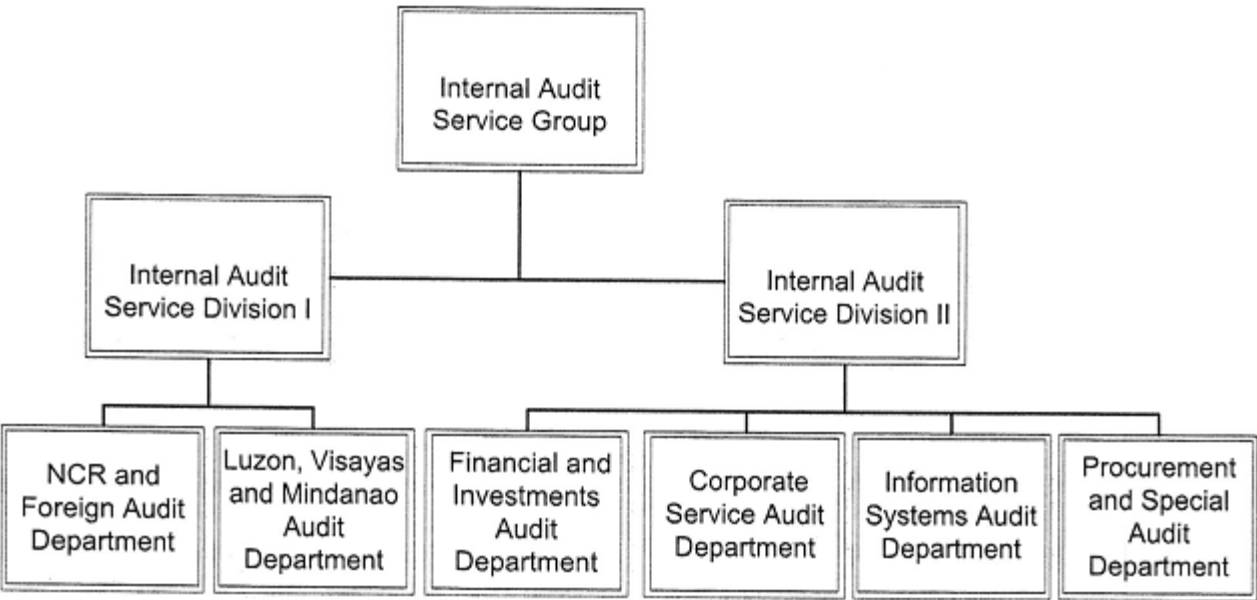 Internal Audit
Service Group
Internal Audit
Service Division I
Internal Audit
Service Division II
NCR and
Foreign Audit
Department
Luzon, Visayas
and Mindanao
Audit
Department
Financial and
Investments
Audit
Department
Corporate
Service Audit
Department
Information
Systems Audit
Department
Procurement
and Special
Audit
Department